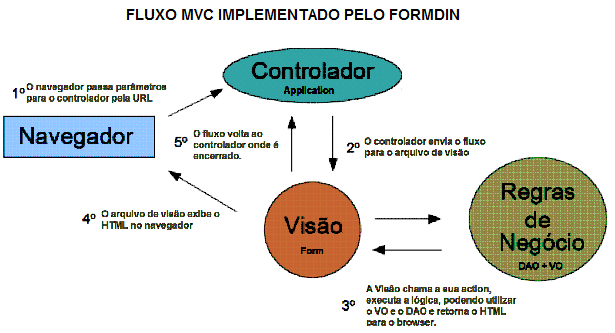 FLUXO MVC IMPLEMENTADO PELO FORMDIN
Controlador
Application
1º O navegador passa parâmetros
para o controlador pela URL
Navegador
5º O fluxo volta ao
controlador onde é
encerrado.
2º O controlador envia o fluxo
para o arquivo de visão
4º O arquivo de visão exibe o
HTML no navegador
Visão
Form
Regras
de
Negócio
DAO + VO
3º A Visão chama a sua action,
executa a lógica, podendo utilizar
o VO e o DAO e retorna o HTML
para o browser.